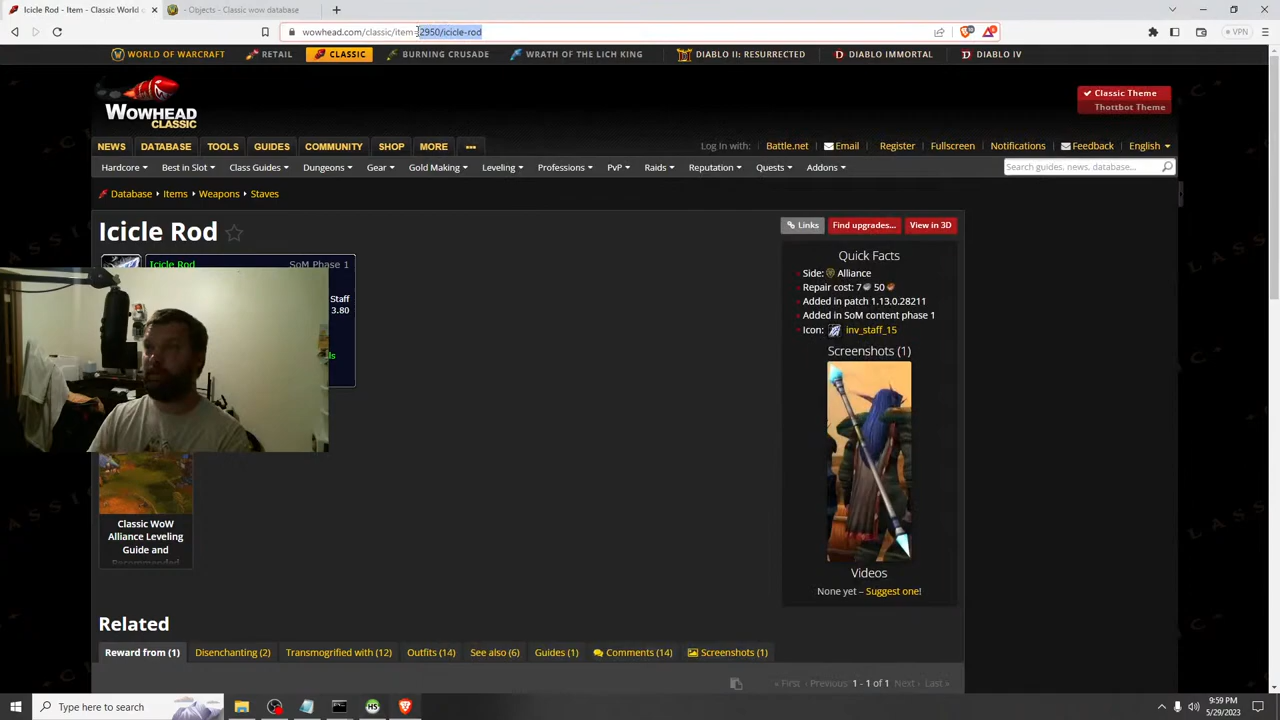 Icicle Rod - Item - Classic World
- Objects - Classic wow database
wowhead.com/classic/item=2950/icicle-rod
VPN
WORLD OF WARCRAFT RETAIL CLASSIC BURNING CRUSADE WRATH OF THE LICH KING DIABLO II: RESURRECTED DIABLO IMMORTAL DIABLO IV
WOWHEAD
CLASSIC
Classic Theme
Thottbot Theme
NEWS DATABASE TOOLS GUIDES COMMUNITY SHOP MORE ...
Log In with: Battle.net Email Register Fullscreen Notifications Feedback English
Hardcore Best in Slot Class Guides Dungeons Gear Gold Making Leveling Professions PvP Raids Reputation Quests Addons
Search guides, news, database...
Database Items Weapons Staves
Icicle Rod
Links Find upgrades... View in 3D
Icicle Rod SoM Phase 1
Staff
3.80
Quick Facts
Side: Alliance
Repair cost: 7 50
Added in patch 1.13.0.28211
Added in SoM content phase 1
Icon: inv_staff_15
Screenshots (1)
Videos
None yet – Suggest one!
Classic WoW
Alliance Leveling
Guide and
Recommended
Related
Reward from (1) Disenchanting (2) Transmogrified with (12) Outfits (14) See also (6) Guides (1) Comments (14) Screenshots (1)
« First ‹ Previous 1 - 1 of 1 Next › Last »
Type here to search
HS
9:59 PM
5/29/2023